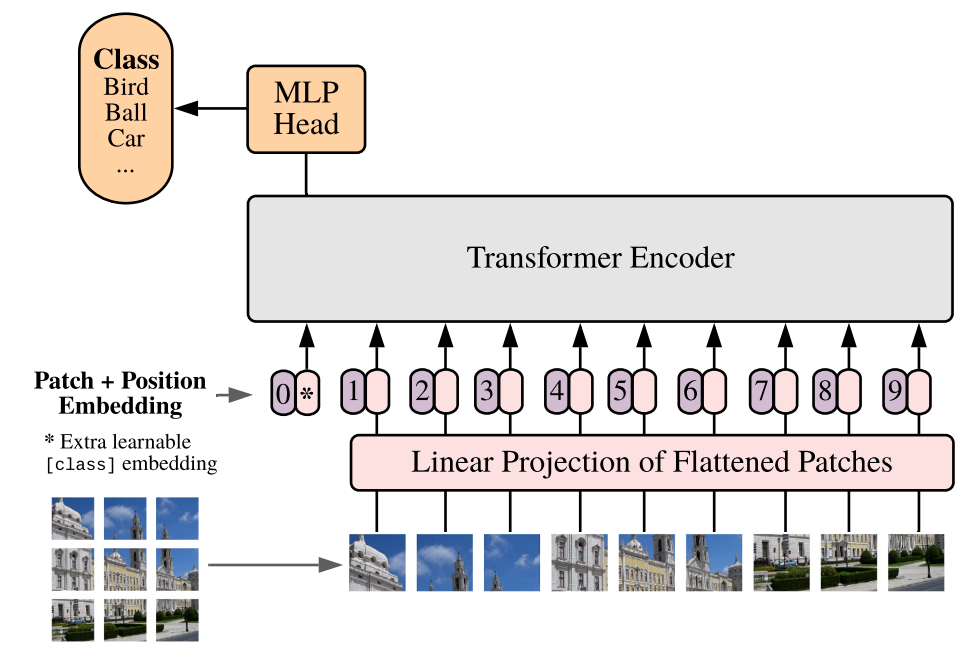 Class
Bird
Ball
Car
...
MLP
Head
Transformer Encoder
Patch + Position
Embedding
0 * 1 2 3 4 5 6 7 8 9
* Extra learnable
[class] embedding
Linear Projection of Flattened Patches